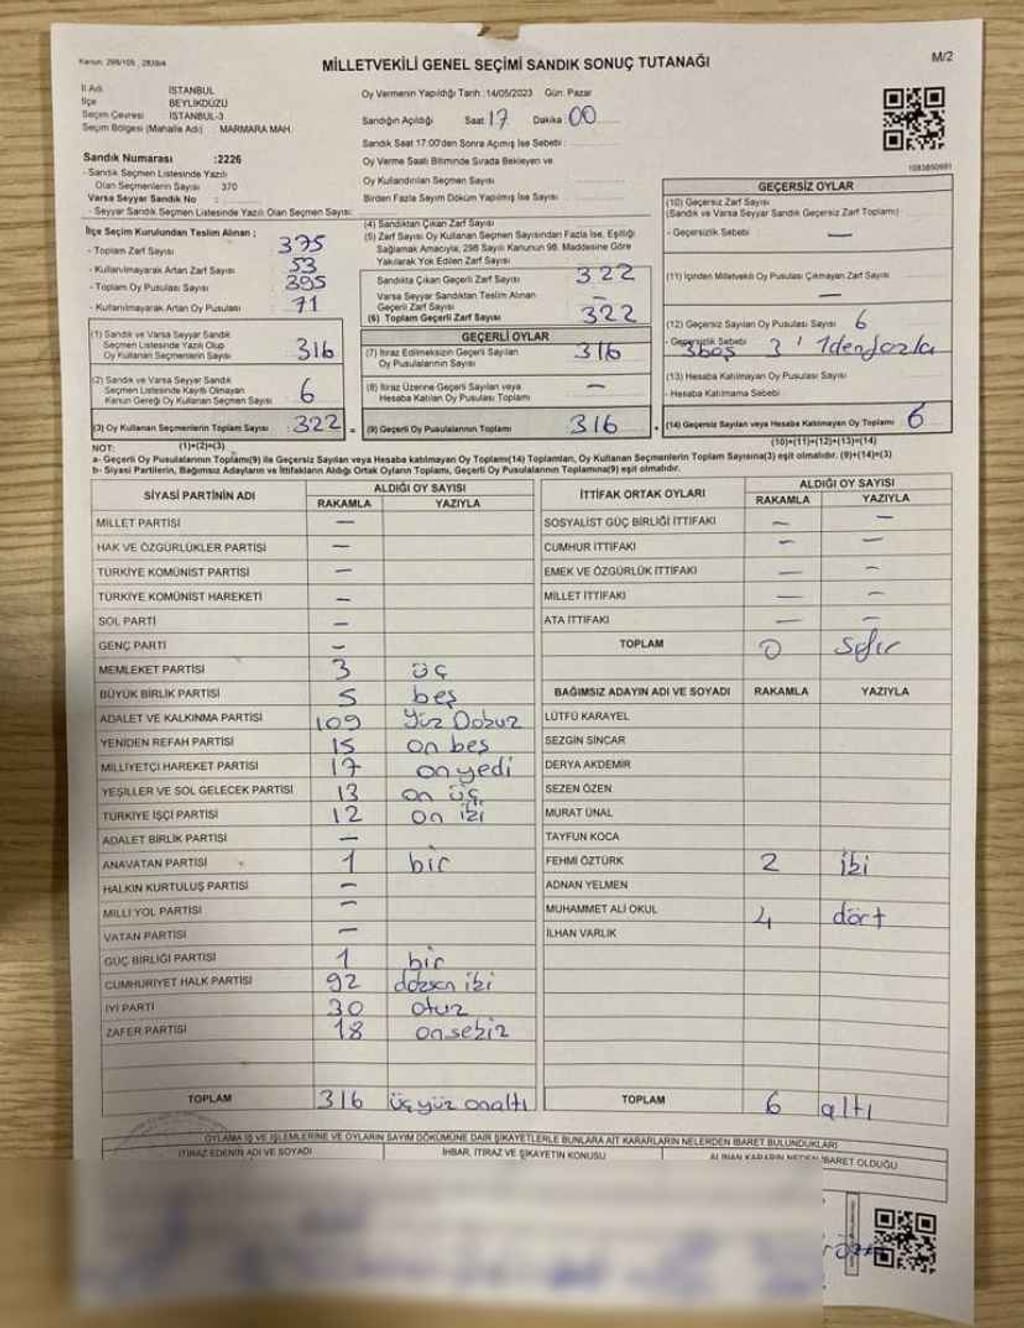 Kanun: 298/105 , 2839/4
MİLLETVEKİLİ GENEL SEÇİMİ SANDIK SONUÇ TUTANAĞI
M/2
İl Adı İSTANBUL
İlçe BEYLİKDÜZÜ
Seçim Çevresi İSTANBUL-3
Seçim Bölgesi (Mahalle Adı) MARMARA MAH.
Sandık Numarası :2226
- Sandık Seçmen Listesinde Yazılı
Olan Seçmenlerin Sayısı 370
Varsa Seyyar Sandık No :
- Seyyar Sandık Seçmen Listesinde Yazılı Olan Seçmen Sayısı:
Oy Vermenin Yapıldığı Tarih :14/05/2023 Gün: Pazar
Sandığın Açıldığı Saat: 17 Dakika: 00
Sandık Saat 17.00'den Sonra Açımış İse Sebebi :
Oy Verme Saati Bitiminde Sırada Bekleyen ve
Oy Kullandırılan Seçmen Sayısı
Birden Fazla Sayım Döküm Yapılmış İse Sayısı :
İlçe Seçim Kurulundan Teslim Alınan ;
- Toplam Zarf Sayısı 375
- Kullanılmayarak Artan Zarf Sayısı 53
- Toplam Oy Pusulası Sayısı 395
- Kullanılmayarak Artan Oy Pusulası 71
(4) Sandıktan Çıkan Zarf Sayısı
(5) Zarf Sayısı Oy Kullanan Seçmen Sayısından Fazla İse, Eşitliği
Sağlamak Amacıyla, 298 Sayılı Kanunun 98. Maddesine Göre
Yakılarak Yok Edilen Zarf Sayısı
Sandıkta Çıkan Geçerli Zarf Sayısı 322
Varsa Seyyar Sandıktan Teslim Alınan
Geçerli Zarf Sayısı –
(6) Toplam Geçerli Zarf Sayısı 322
GEÇERSİZ OYLAR
(10) Geçersiz Zarf Sayısı
(Sandık ve Varsa Seyyar Sandık Geçersiz Zarf Toplamı)
- Geçersizlik Sebebi —
(11) İçinden Milletvekili Oy Pusulası Çıkmayan Zarf Sayısı
—
(12) Geçersiz Sayılan Oy Pusulası Sayısı 6
- Geçersizlik Sebebi 3boş 3' 1den fazla
(13) Hesaba Katılmayan Oy Pusulası Sayısı
- Hesaba Katılmama Sebebi
(14) Geçersiz Sayılan veya Hesaba Katılmayan Oy Toplamı 6
(10)+(11)+(12)+(13)=(14)
(1) Sandık ve Varsa Seyyar Sandık
Seçmen Listesinde Yazılı Olup
Oy Kullanan Seçmenlerin Sayısı 316
(2) Sandık ve Varsa Seyyar Sandık
Seçmen Listesinde Kayıtlı Olmayan
Kanun Gereği Oy Kullanan Seçmen Sayısı 6
(3) Oy Kullanan Seçmenlerin Toplam Sayısı 322 =
(1)+(2)=(3)
GEÇERLİ OYLAR
(7) İtiraz Edilmeksizin Geçerli Sayılan
Oy Pusulalarının Sayısı 316
(8) İtiraz Üzerine Geçerli Sayılan veya
Hesaba Katılan Oy Pusulası Toplamı —
(9) Geçerli Oy Pusulalarının Toplamı 316 +
NOT:
a- Geçerli Oy Pusulalarının Toplamı(9) ile Geçersiz Sayılan veya Hesaba Katılmayan Oy Toplamı(14) Toplamları, Oy Kullanan Seçmenlerin Toplam Sayısına(3) eşit olmalıdır. (9)+(14)=(3)
b- Siyasi Partilerin, Bağımsız Adayların ve İttifakların Aldığı Ortak Oyların Toplamı, Geçerli Oy Pusulalarının Toplamına(9) eşit olmalıdır.
SİYASİ PARTİNİN ADI ALDIĞI OY SAYISI
RAKAMLA YAZIYLA
MİLLET PARTİSİ —
HAK VE ÖZGÜRLÜKLER PARTİSİ —
TÜRKİYE KOMÜNİST PARTİSİ —
TÜRKİYE KOMÜNİST HAREKETİ —
SOL PARTİ —
GENÇ PARTİ —
MEMLEKET PARTİSİ 3 üç
BÜYÜK BİRLİK PARTİSİ 5 beş
ADALET VE KALKINMA PARTİSİ 109 Yüz Dokuz
YENİDEN REFAH PARTİSİ 15 on beş
MİLLİYETÇİ HAREKET PARTİSİ 17 on yedi
YEŞİLLER VE SOL GELECEK PARTİSİ 13 on üç
TÜRKİYE İŞÇİ PARTİSİ 12 on iki
ADALET BİRLİK PARTİSİ —
ANAVATAN PARTİSİ 1 bir
HALKIN KURTULUŞ PARTİSİ —
MİLLİ YOL PARTİSİ —
VATAN PARTİSİ —
GÜÇ BİRLİĞİ PARTİSİ 1 bir
CUMHURİYET HALK PARTİSİ 92 doksan iki
İYİ PARTİ 30 otuz
ZAFER PARTİSİ 18 on sekiz
TOPLAM 316 üç yüz onaltı
İTTİFAK ORTAK OYLARI ALDIĞI OY SAYISI
RAKAMLA YAZIYLA
SOSYALİST GÜÇ BİRLİĞİ İTTİFAKI — —
CUMHUR İTTİFAKI — —
EMEK VE ÖZGÜRLÜK İTTİFAKI — —
MİLLET İTTİFAKI — —
ATA İTTİFAKI — —
TOPLAM 0 sıfır
BAĞIMSIZ ADAYIN ADI VE SOYADI RAKAMLA YAZIYLA
LÜTFÜ KARAYEL
SEZGİN SİNCAR
DERYA AKDEMİR
SEZEN ÖZEN
MURAT ÜNAL
TAYFUN KOCA
FEHMİ ÖZTÜRK 2 iki
ADNAN YELMEN
MUHAMMET ALİ OKUL 4 dört
İLHAN VARLIK
TOPLAM 6 altı
OYLAMA İŞ VE İŞLEMLERİNE VE OYLARIN SAYIM DÖKÜMÜNE DAİR ŞİKAYETLERLE BUNLARA AİT KARARLARIN NELERDEN İBARET BULUNDUKLARI
İTİRAZ EDENİN ADI VE SOYADI İHBAR, İTİRAZ VE ŞİKAYETİN KONUSU ALINAN KARARIN NEDEN İBARET OLDUĞU